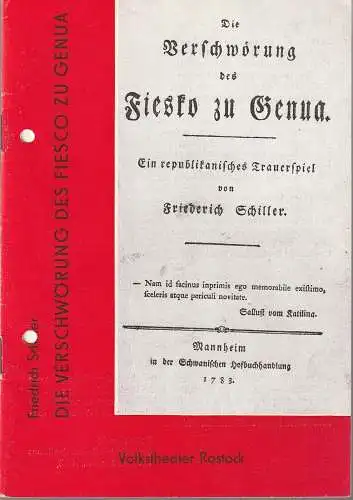 Friedrich
DIE VERSCHWÖRUNG DES FIESCO ZU GENUA
Die
Verschwörung
des
Fiesko zu Genua.
Ein republikanisches Trauerspiel
von
Friederich Schiller.
— Nam id facinus inprimis ego memorabile existimo,
sceleris atque periculi novitate.
Sallust vom Katilina.
Mannheim
in der Schwanischen Hofbuchhandlung
1783.
Volkstheater Rostock